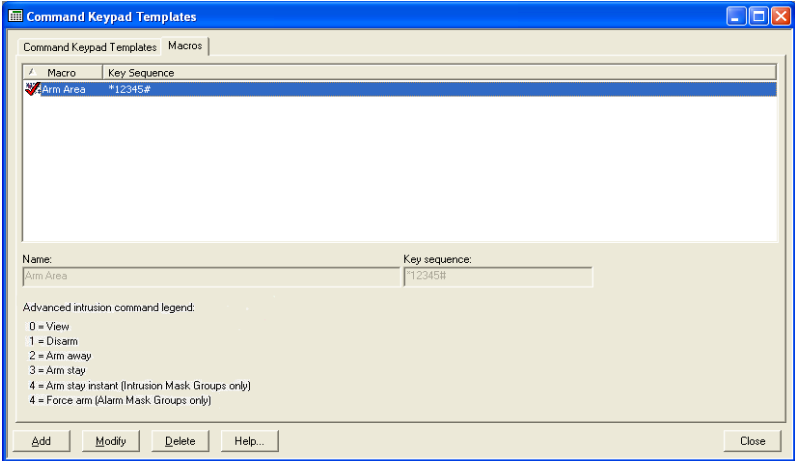 Command Keypad Templates
Command Keypad Templates Macros
Macro Key Sequence
Arm Area *12345#
Name: Key sequence:
Arm Area *12345#
Advanced intrusion command legend:
0 = View
1 = Disarm
2 = Arm away
3 = Arm stay
4 = Arm stay instant (Intrusion Mask Groups only)
4 = Force arm (Alarm Mask Groups only)
Add Modify Delete Help... Close